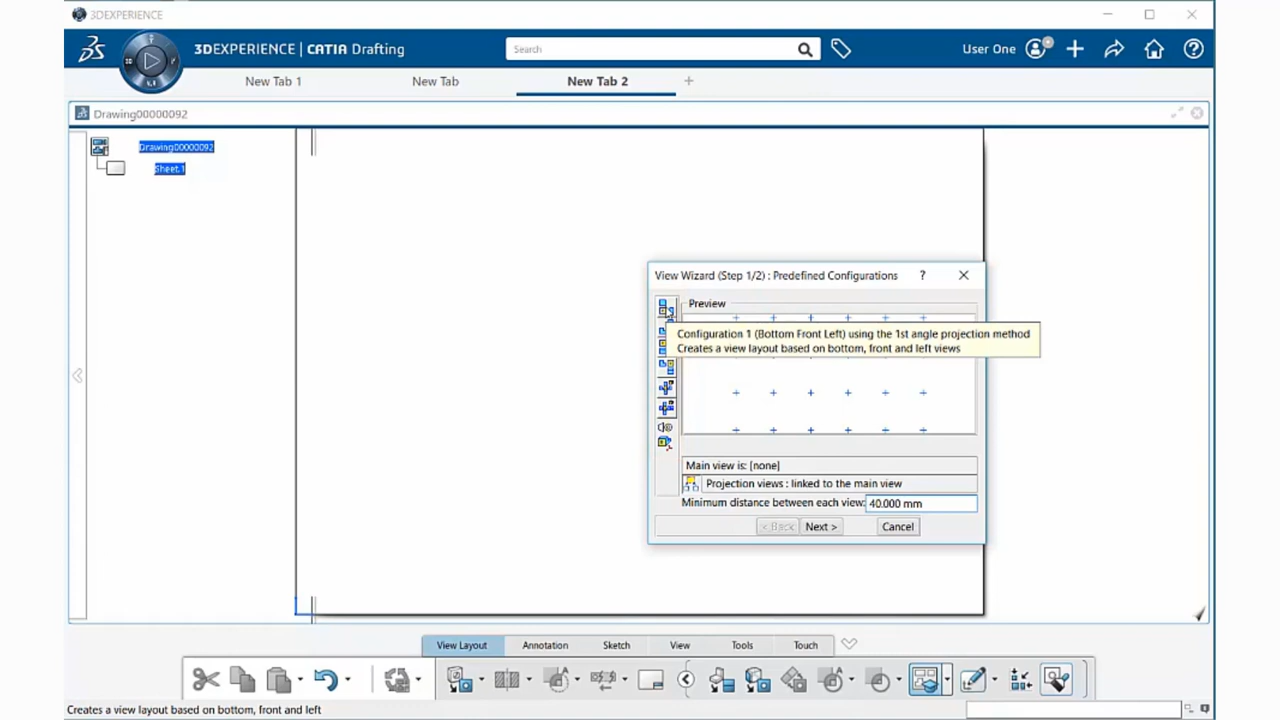 3DEXPERIENCE
3DEXPERIENCE | CATIA Drafting
Search
User One
New Tab 1
New Tab
New Tab 2
Drawing00000092
Drawing00000092
Sheet.1
View Wizard (Step 1/2) : Predefined Configurations
Preview
Configuration 1 (Bottom Front Left) using the 1st angle projection method
Creates a view layout based on bottom, front and left views
Main view is: [none]
Projection views : linked to the main view
Minimum distance between each view: 40.000 mm
< Back
Next >
Cancel
View Layout
Annotation
Sketch
View
Tools
Touch
Creates a view layout based on bottom, front and left